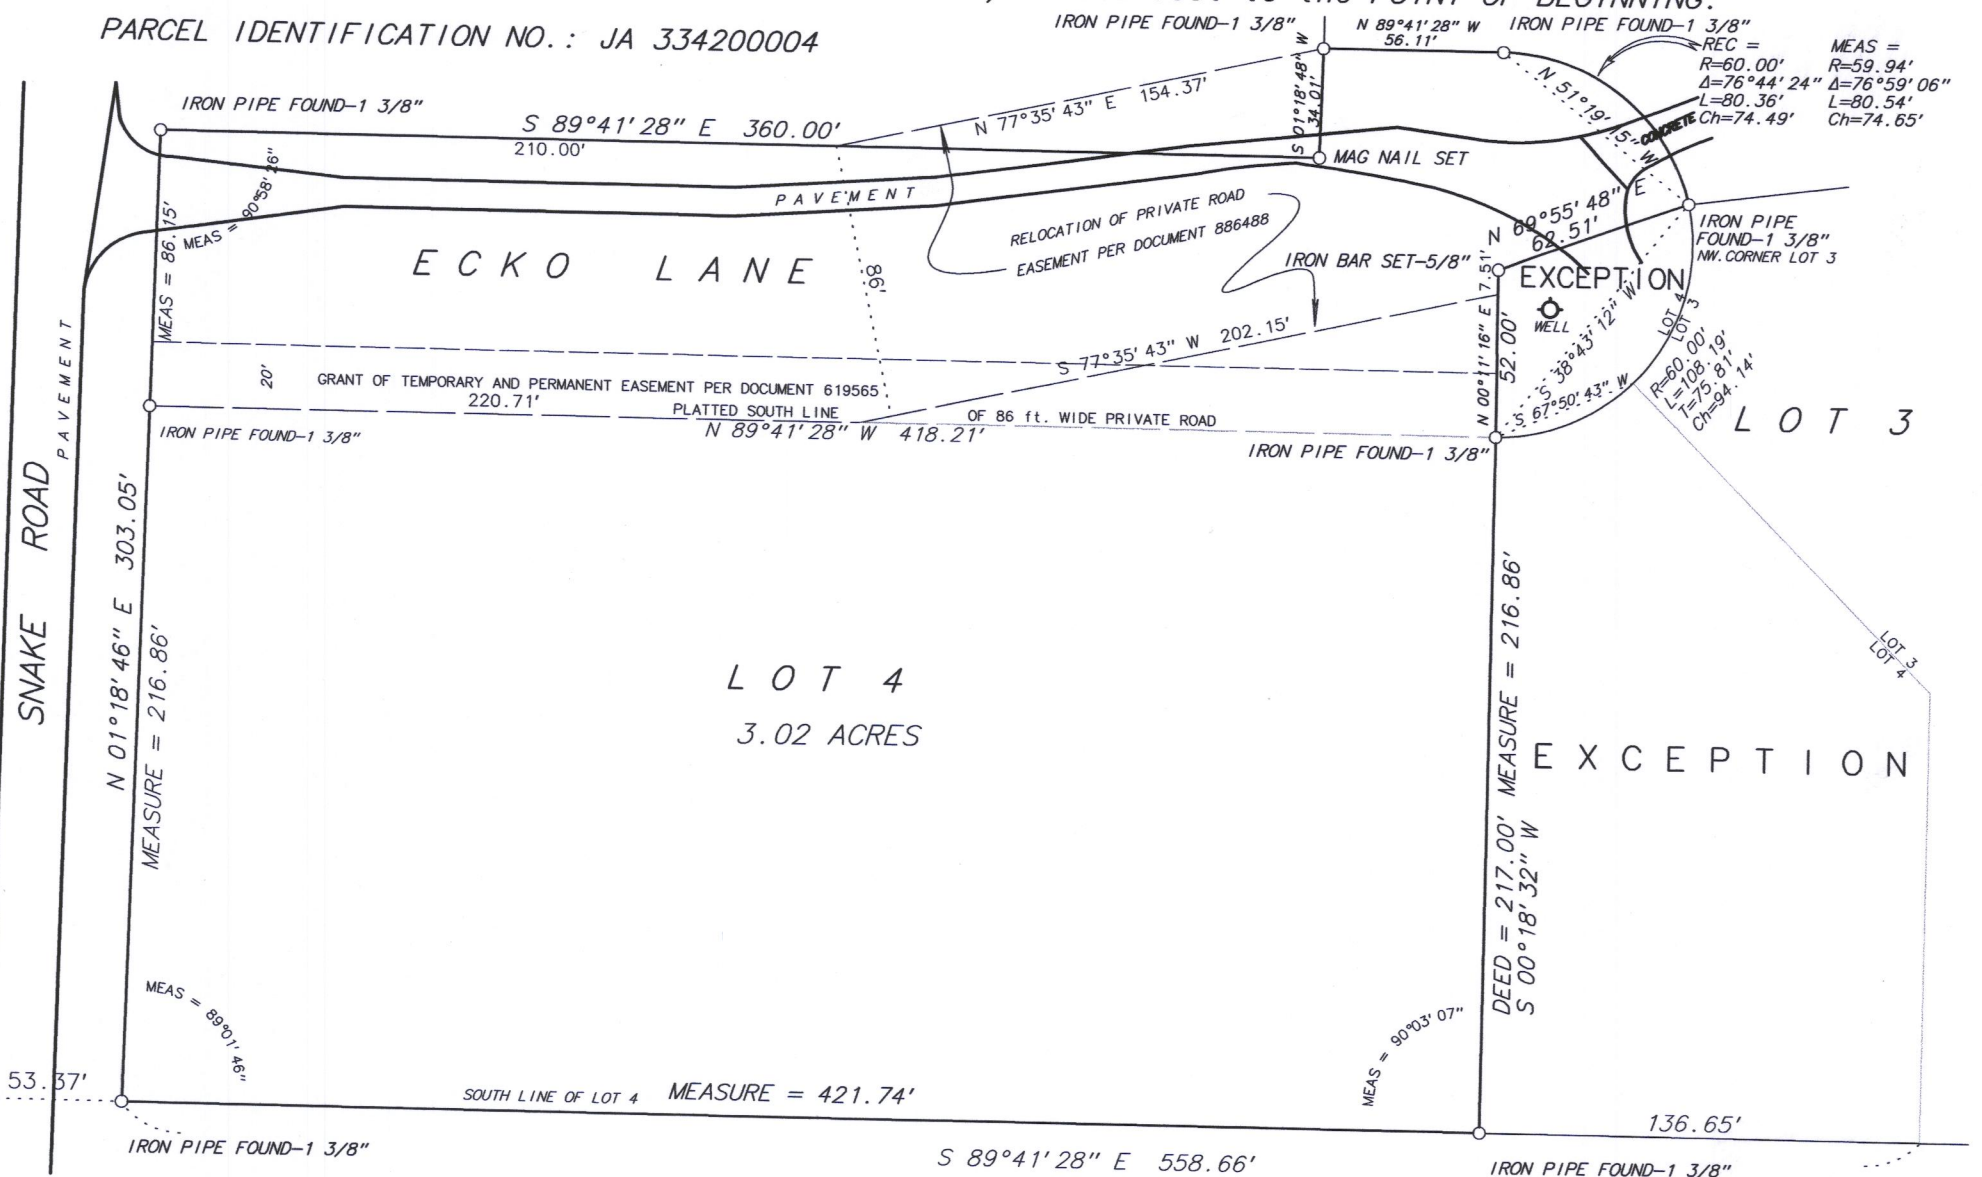 POINT OF BEGINNING.
PARCEL IDENTIFICATION NO.: JA 334200004
IRON PIPE FOUND-1 3/8"
N 89°41'28" W
56.11'
IRON PIPE FOUND-1 3/8"
REC =
R=60.00'
Δ=76°44'24"
L=80.36'
Ch=74.49'
MEAS =
R=59.94'
Δ=76°59'06"
L=80.54'
Ch=74.65'
IRON PIPE FOUND-1 3/8"
S 89°41'28" E 360.00'
210.00'
N 77°35'43" E 154.37'
S 01°18'48" W
34.01'
N 51°19'15" W
CONCRETE
MAG NAIL SET
PAVEMENT
MEAS = 90°58'26"
MEAS = 86.15'
ECKO LANE
86'
RELOCATION OF PRIVATE ROAD
EASEMENT PER DOCUMENT 886488
IRON BAR SET-5/8"
N 69°55'48" E
62.51'
IRON PIPE
FOUND-1 3/8"
NW. CORNER LOT 3
EXCEPTION
WELL
7.51'
N 00°11'16" E
52.00'
S 38°43'12" W
S 67°50'43" W
LOT 4
LOT 3
R=60.00'
L=108.19'
T=75.81'
Ch=94.14'
LOT 3
S 77°35'43" W 202.15'
20'
GRANT OF TEMPORARY AND PERMANENT EASEMENT PER DOCUMENT 619565
220.71'
PLATTED SOUTH LINE
OF 86 ft. WIDE PRIVATE ROAD
N 89°41'28" W 418.21'
IRON PIPE FOUND-1 3/8"
IRON PIPE FOUND-1 3/8"
PAVEMENT
SNAKE ROAD
N 01°18'46" E 303.05'
MEASURE = 216.86'
LOT 4
3.02 ACRES
DEED = 217.00' MEASURE = 216.86'
S 00°18'32" W
LOT 3
LOT 4
EXCEPTION
MEAS = 89°01'46"
MEAS = 90°03'07"
53.37'
SOUTH LINE OF LOT 4 MEASURE = 421.74'
136.65'
IRON PIPE FOUND-1 3/8"
S 89°41'28" E 558.66'
IRON PIPE FOUND-1 3/8"